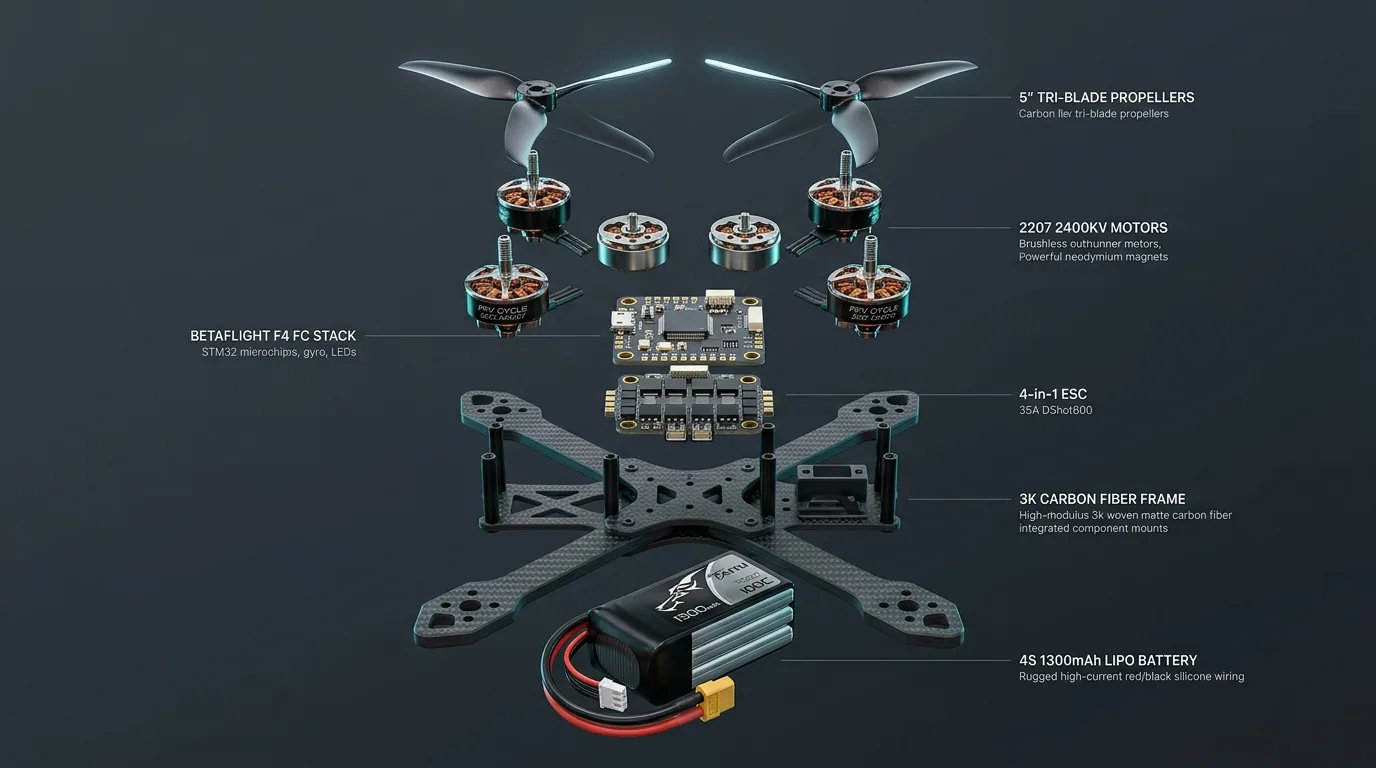 5" TRI-BLADE PROPELLERS
Carbon tri-blade propellers
2207 2400KV MOTORS
Brushless outhunner metors,
Powerful neodymium magnets
BETAFLIGHT F4 FC STACK
STM32 mierochips, gyro, LEDs
4-in-1 ESC
35A DShot800
3K CARBON FIBER FRAME
High-modulus 3k woven matte carbon fiber
integrated component mounts
100C
1300
4S 1300mAh LIPO BATTERY
Rugged high-current red/black silicone wiring